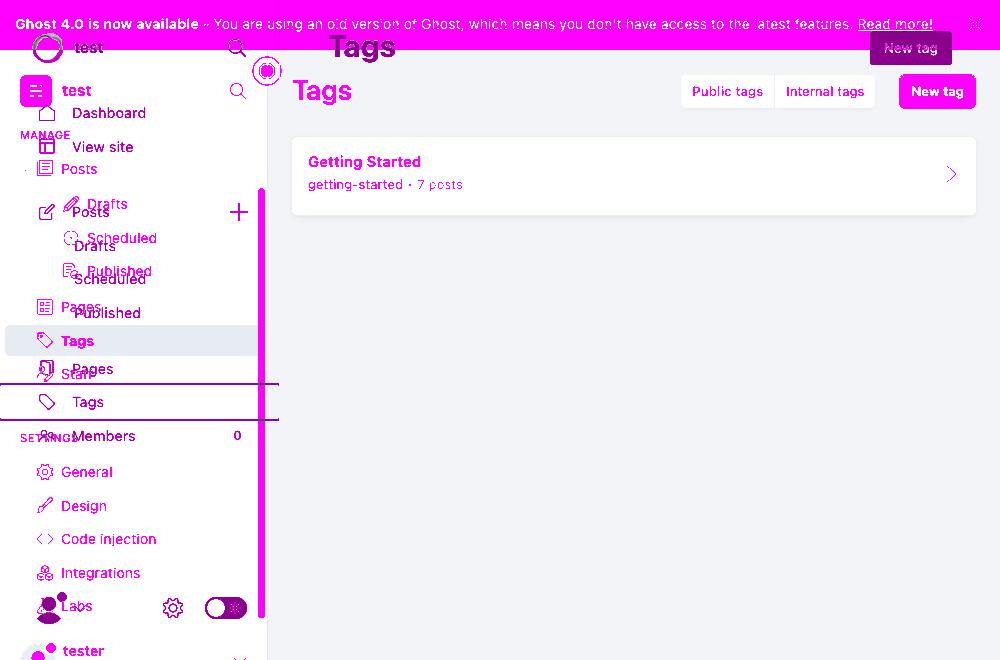 Ghost 4.0 is now available - You are using an old version of Ghost, which means you don't have access to the latest features. Read more!
test
Tags
New tag
test
Tags
Public tags
Internal tags
New tag
Dashboard
MANAGE
View site
Posts
Getting Started
getting-started · 7 posts
Drafts
Posts
Scheduled
Drafts
Published
Scheduled
Pages
Published
Tags
Pages
Staff
Tags
SETTINGS
Members
0
General
Design
Code injection
Integrations
Labs
tester